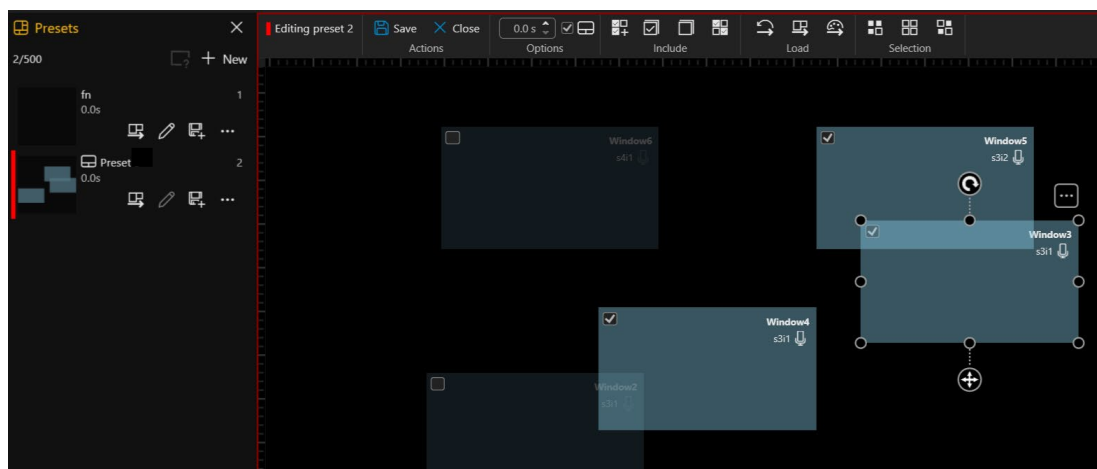 Presets
2/500
New
fn
1
0.0s
Preset
2
0.0s
Editing preset 2
Save
Close
Actions
0.0 s
Options
Include
Load
Selection
Window6
s4i1
Window5
s3i2
Window3
s3i1
Window4
s3i1
Window2
s3i1